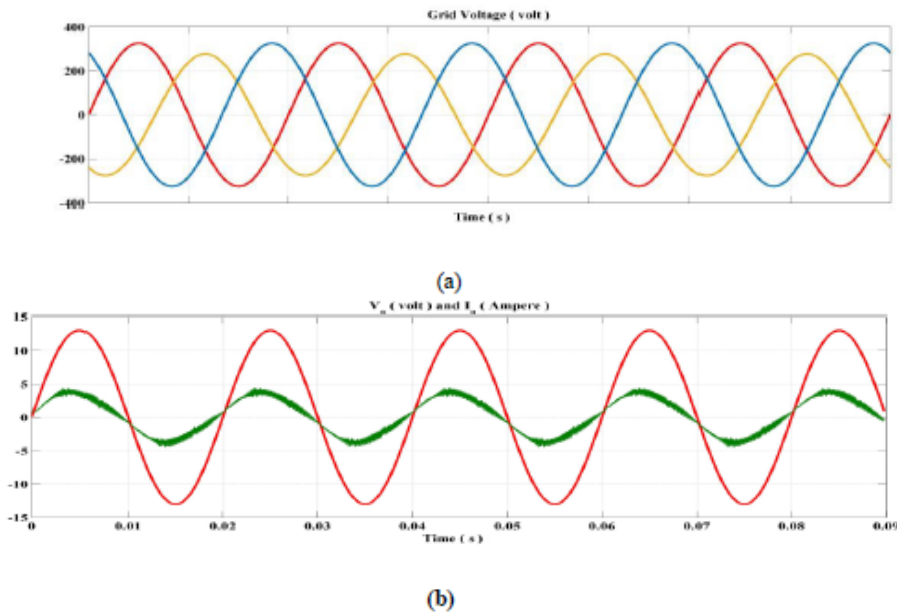 Grid Voltage ( volt )
400
200
0
-200
-400
Time ( s )
(a)
V_a ( volt ) and I_a ( Ampere )
15
10
5
0
-5
-10
-15
0 0.01 0.02 0.03 0.04 0.05 0.06 0.07 0.08 0.09
Time ( s )
(b)